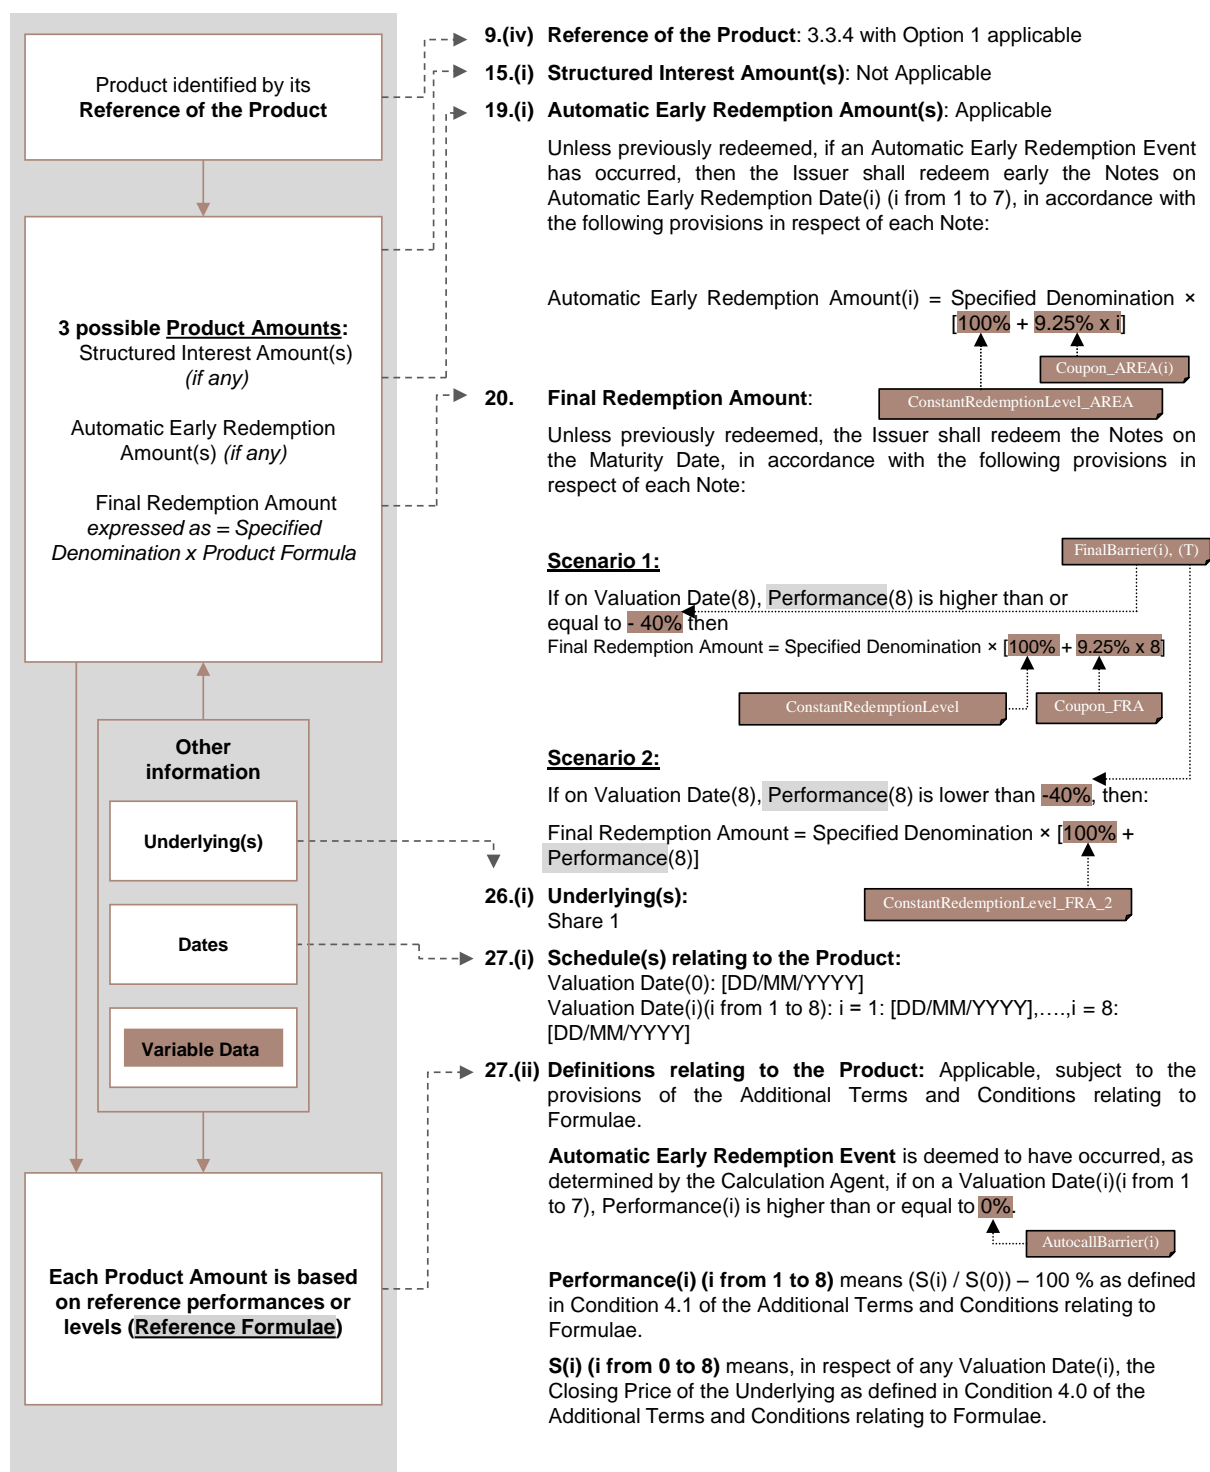 Product identified by its
Reference of the Product
3 possible Product Amounts:
Structured Interest Amount(s)
(if any)
Automatic Early Redemption
Amount(s) (if any)
Final Redemption Amount
expressed as = Specified
Denomination x Product Formula
Other
information
Underlying(s)
Dates
Variable Data
Each Product Amount is based
on reference performances or
levels (Reference Formulae)
9.(iv) Reference of the Product: 3.3.4 with Option 1 applicable
15.(i) Structured Interest Amount(s): Not Applicable
19.(i) Automatic Early Redemption Amount(s): Applicable
Unless previously redeemed, if an Automatic Early Redemption Event
has occurred, then the Issuer shall redeem early the Notes on
Automatic Early Redemption Date(i) (i from 1 to 7), in accordance with
the following provisions in respect of each Note:
Automatic Early Redemption Amount(i) = Specified Denomination ×
[100% + 9.25% x i]
Coupon_AREA(i)
ConstantRedemptionLevel_AREA
20. Final Redemption Amount:
Unless previously redeemed, the Issuer shall redeem the Notes on
the Maturity Date, in accordance with the following provisions in
respect of each Note:
FinalBarrier(i), (T)
Scenario 1:
If on Valuation Date(8), Performance(8) is higher than or
equal to - 40% then
Final Redemption Amount = Specified Denomination × [100% + 9.25% x 8]
ConstantRedemptionLevel
Coupon_FRA
Scenario 2:
If on Valuation Date(8), Performance(8) is lower than -40%, then:
Final Redemption Amount = Specified Denomination × [100% +
Performance(8)]
ConstantRedemptionLevel_FRA_2
26.(i) Underlying(s):
Share 1
27.(i) Schedule(s) relating to the Product:
Valuation Date(0): [DD/MM/YYYY]
Valuation Date(i)(i from 1 to 8): i = 1: [DD/MM/YYYY],….,i = 8:
[DD/MM/YYYY]
27.(ii) Definitions relating to the Product: Applicable, subject to the
provisions of the Additional Terms and Conditions relating to
Formulae.
Automatic Early Redemption Event is deemed to have occurred, as
determined by the Calculation Agent, if on a Valuation Date(i)(i from 1
to 7), Performance(i) is higher than or equal to 0%.
AutocallBarrier(i)
Performance(i) (i from 1 to 8) means (S(i) / S(0)) – 100 % as defined
in Condition 4.1 of the Additional Terms and Conditions relating to
Formulae.
S(i) (i from 0 to 8) means, in respect of any Valuation Date(i), the
Closing Price of the Underlying as defined in Condition 4.0 of the
Additional Terms and Conditions relating to Formulae.